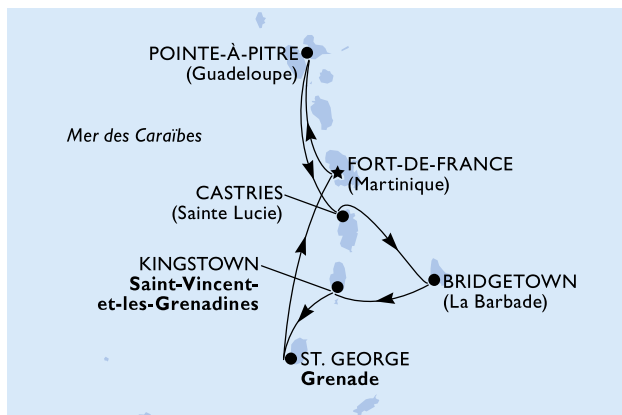 POINTE-À-PITRE
(Guadeloupe)
Mer des Caraïbes
FORT-DE-FRANCE
(Martinique)
CASTRIES
(Sainte Lucie)
KINGSTOWN
Saint-Vincent-
et-les-Grenadines
BRIDGETOWN
(La Barbade)
ST. GEORGE
Grenade